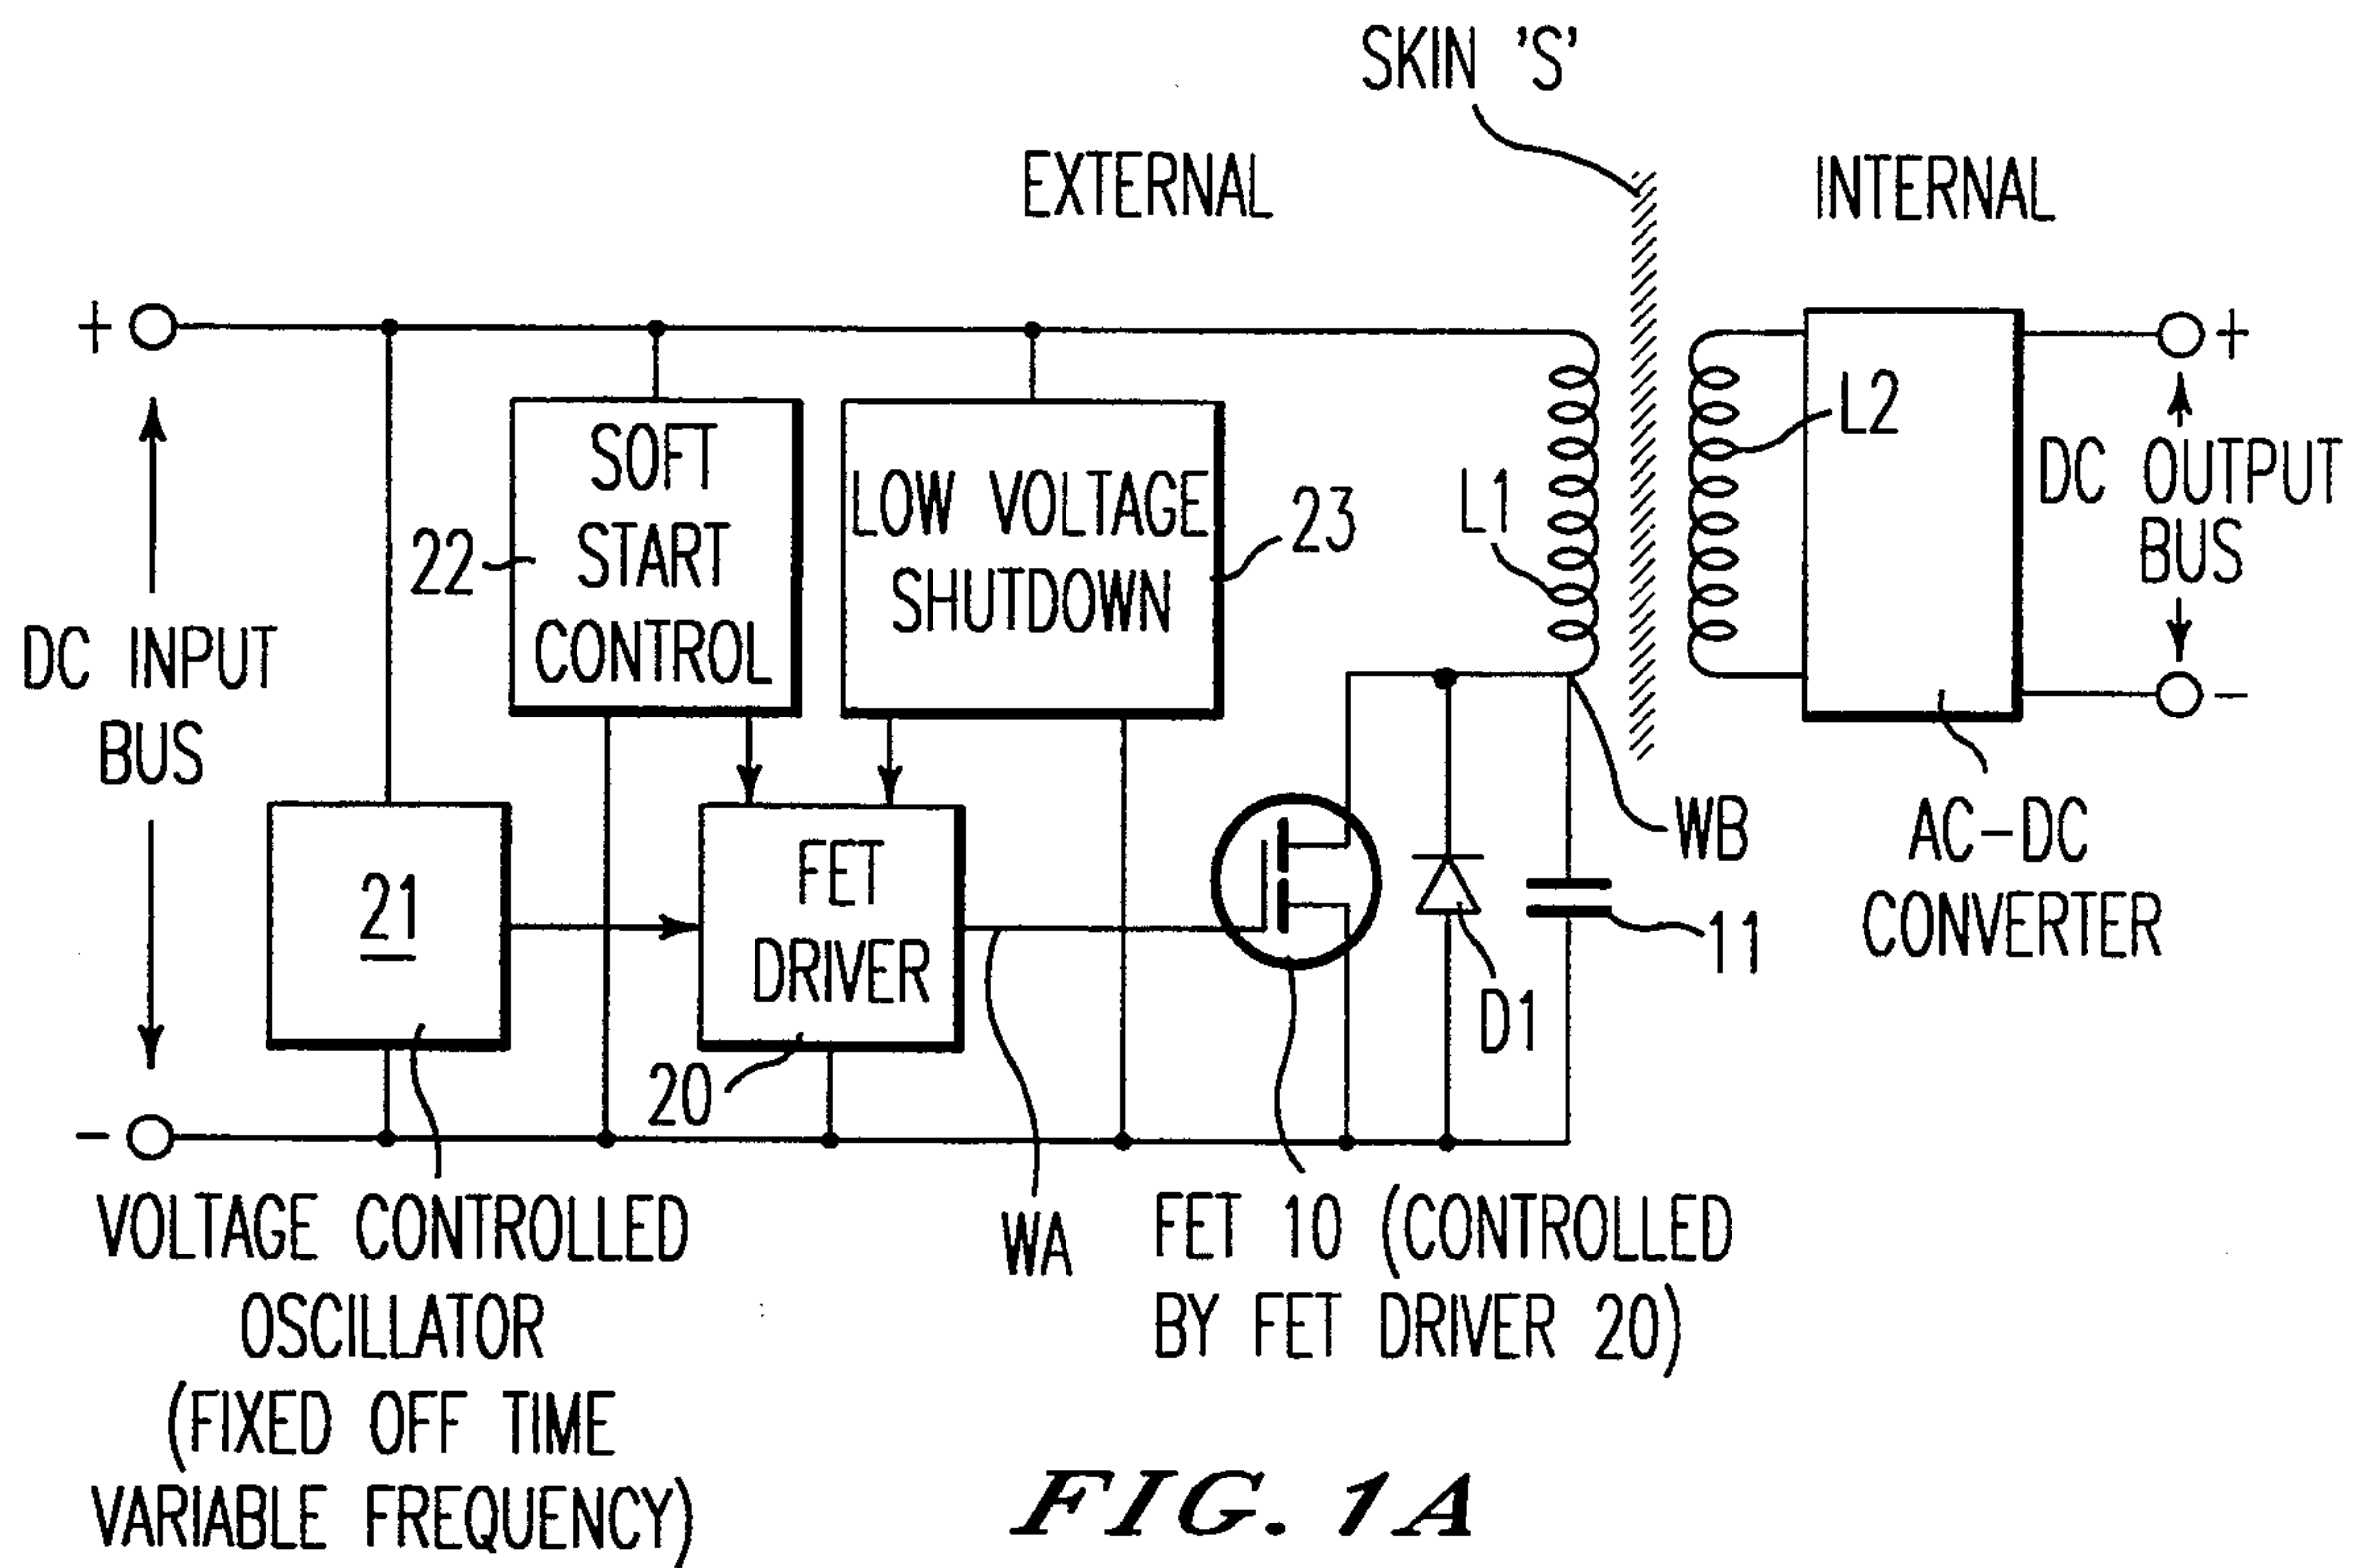 SKIN 'S'
EXTERNAL
INTERNAL
+
+
SOFT
START
CONTROL
22
LOW VOLTAGE
SHUTDOWN
23
L1
L2
DC OUTPUT
BUS
DC INPUT
BUS
-
WB
AC-DC
CONVERTER
21
FET
DRIVER
20
11
D1
-
VOLTAGE CONTROLLED
OSCILLATOR
(FIXED OFF TIME
VARIABLE FREQUENCY)
WA
FET 10 (CONTROLLED
BY FET DRIVER 20)
FIG. 1A